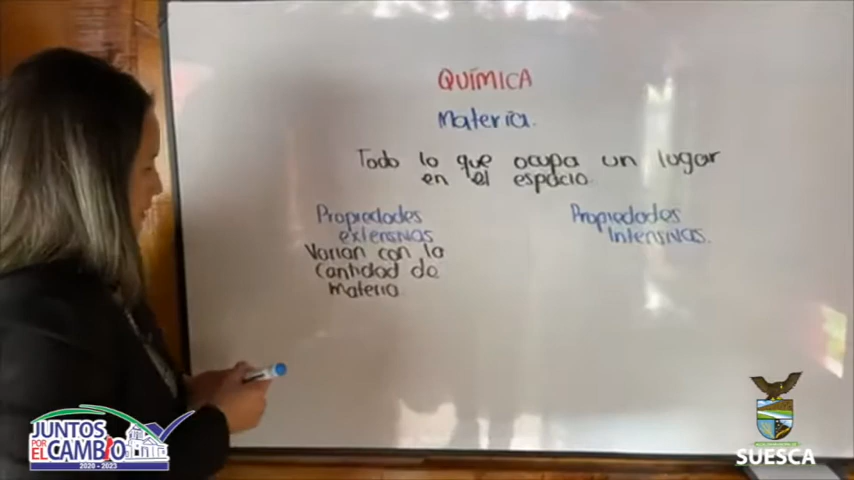 QUÍMICA
Materia.
Todo lo que ocupa un lugar
en el espacio.
Propiedades
extensivas
Varian con la
cantidad de
materia.
Propiedades
Intensivas.
JUNTOS
POR
EL CAMBIO
2020 - 2023
SUESCA